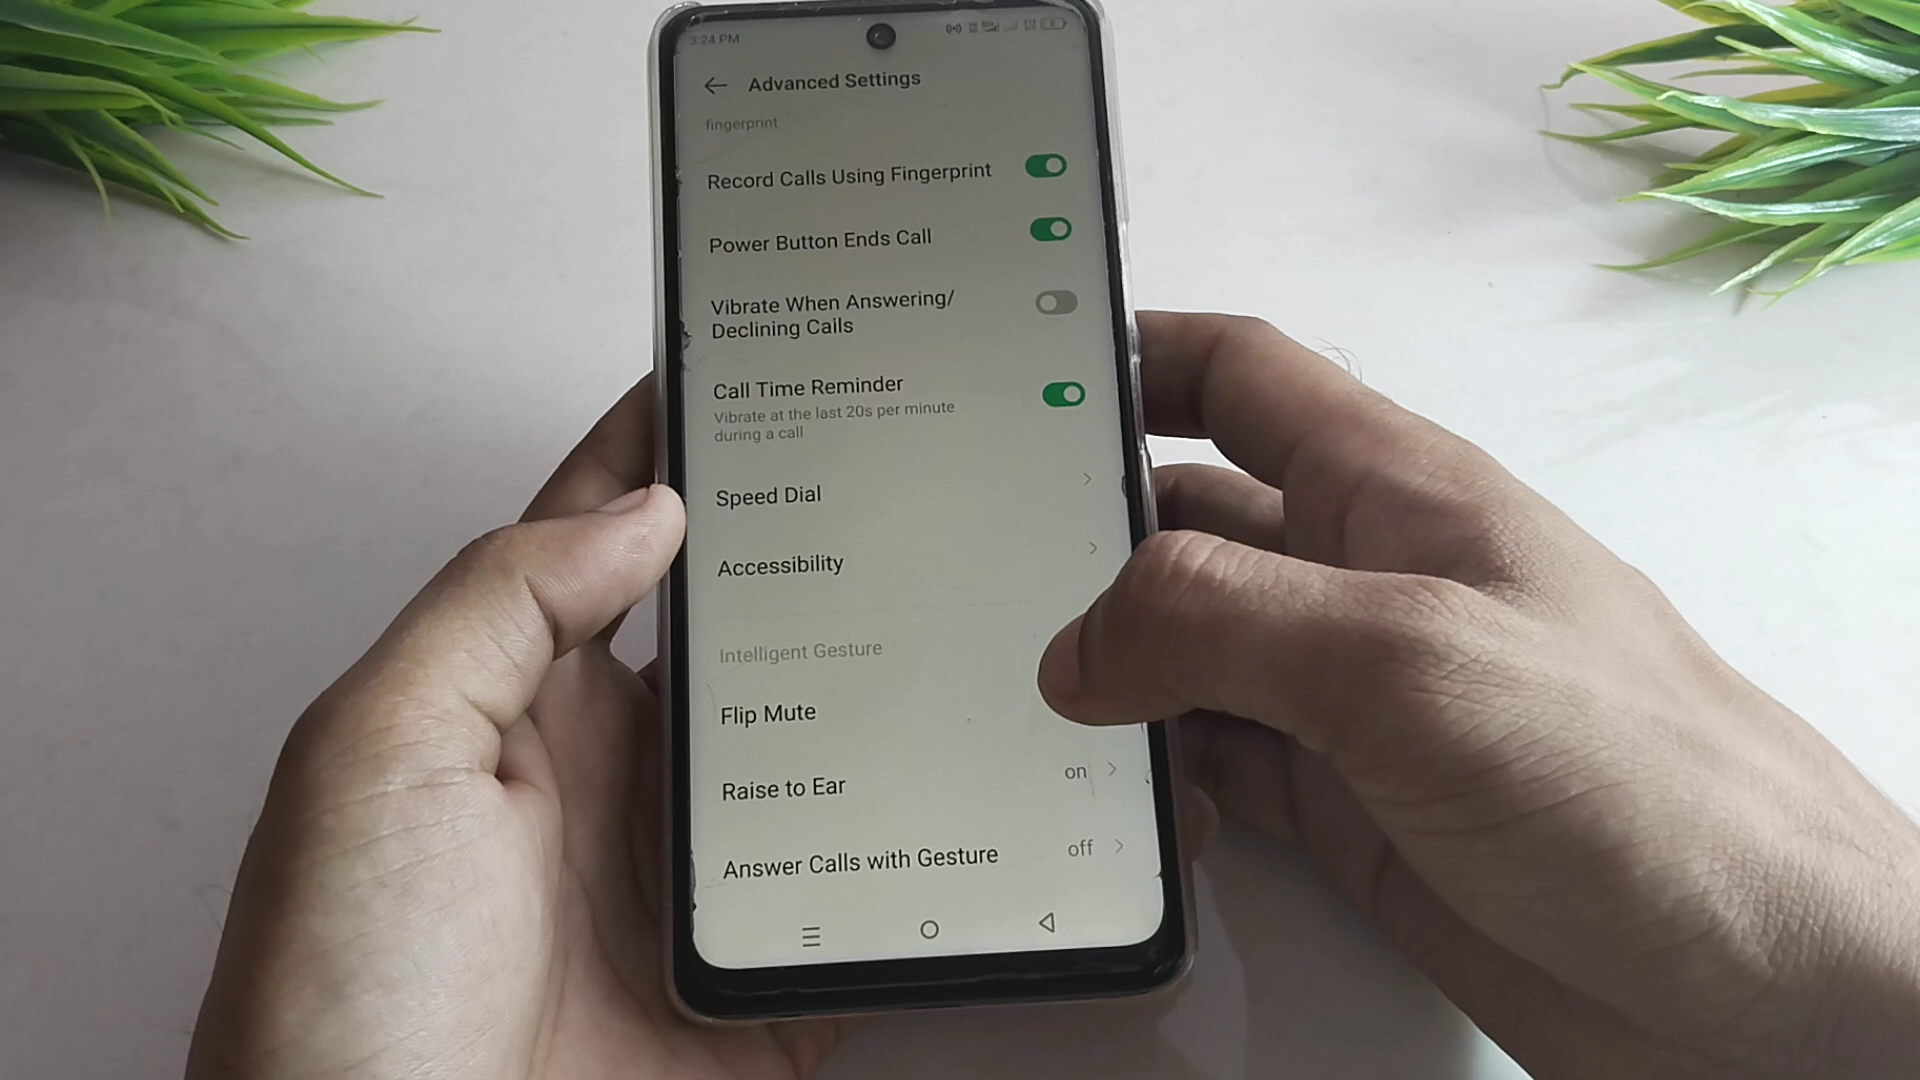 3:24 PM
Advanced Settings
fingerprint
Record Calls Using Fingerprint
Power Button Ends Call
Vibrate When Answering/
Declining Calls
Call Time Reminder
Vibrate at the last 20s per minute
during a call
Speed Dial
Accessibility
Intelligent Gesture
Flip Mute
Raise to Ear on
Answer Calls with Gesture off